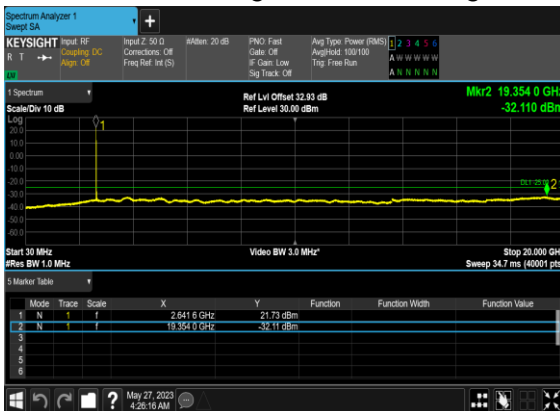 Spectrum Analyzer 1
Swept SA
KEYSIGHT Input: RF Input Z: 50 Ω #Atten: 20 dB PNO: Fast Avg Type: Power (RMS) 1 2 3 4 5 6
R T Coupling: DC Corrections: Off Gate: Off Avg|Hold: 100/100 A W W W W W
Align: Off Freq Ref: Int (S) IF Gain: Low Trig: Free Run
LV Sig Track: Off A N N N N N
1 Spectrum Ref Lvl Offset 32.93 dB Mkr2 19.354 0 GHz
Scale/Div 10 dB Ref Level 30.00 dBm -32.110 dBm
Log
20.0
1
10.0
0.00
-10.0
-20.0
2
-30.0
-40.0
-50.0
-60.0
Start 30 MHz Video BW 3.0 MHz* Stop 20.000 GH
#Res BW 1.0 MHz Sweep 34.7 ms (40001 pts
5 Marker Table
Mode Trace Scale X Y Function Function Width Function Value
1 N 1 f 2.641 6 GHz 21.73 dBm
2 N 1 f 19.354 0 GHz -32.11 dBm
3
4
5
6
?
May 27, 2023
4:26:16 AM